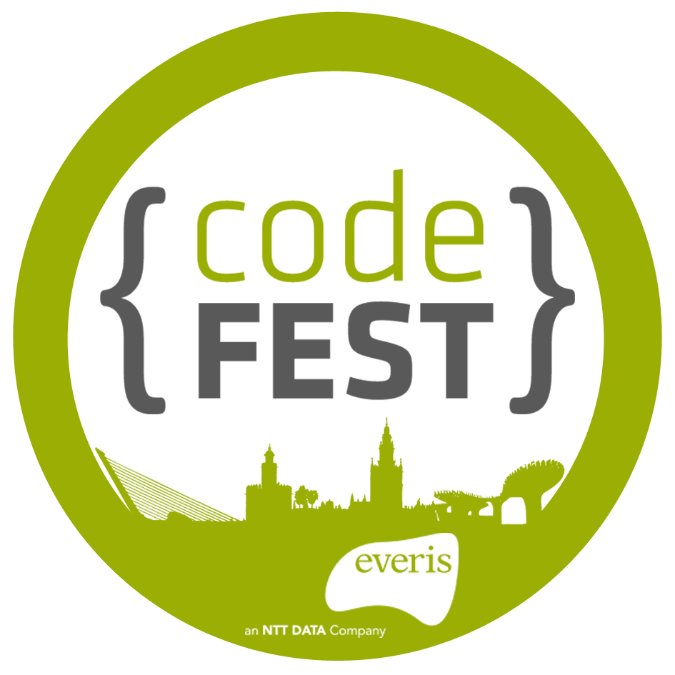 { code
FEST }
everis
an NTT DATA Company